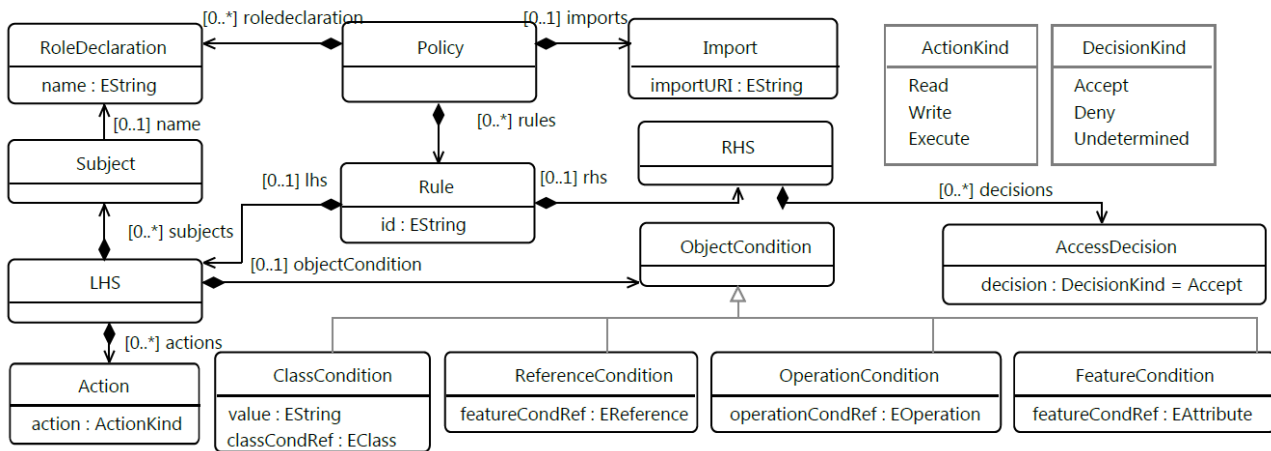 [0..*] roledeclaration
[0..1] imports
RoleDeclaration
name : EString
Policy
Import
importURI : EString
ActionKind
Read
Write
Execute
DecisionKind
Accept
Deny
Undetermined
[0..1] name
[0..*] rules
Subject
RHS
[0..1] lhs
Rule
id : EString
[0..1] rhs
[0..*] decisions
[0..*] subjects
ObjectCondition
AccessDecision
decision : DecisionKind = Accept
LHS
[0..1] objectCondition
[0..*] actions
Action
action : ActionKind
ClassCondition
value : EString
classCondRef : EClass
ReferenceCondition
featureCondRef : EReference
OperationCondition
operationCondRef : EOperation
FeatureCondition
featureCondRef : EAttribute